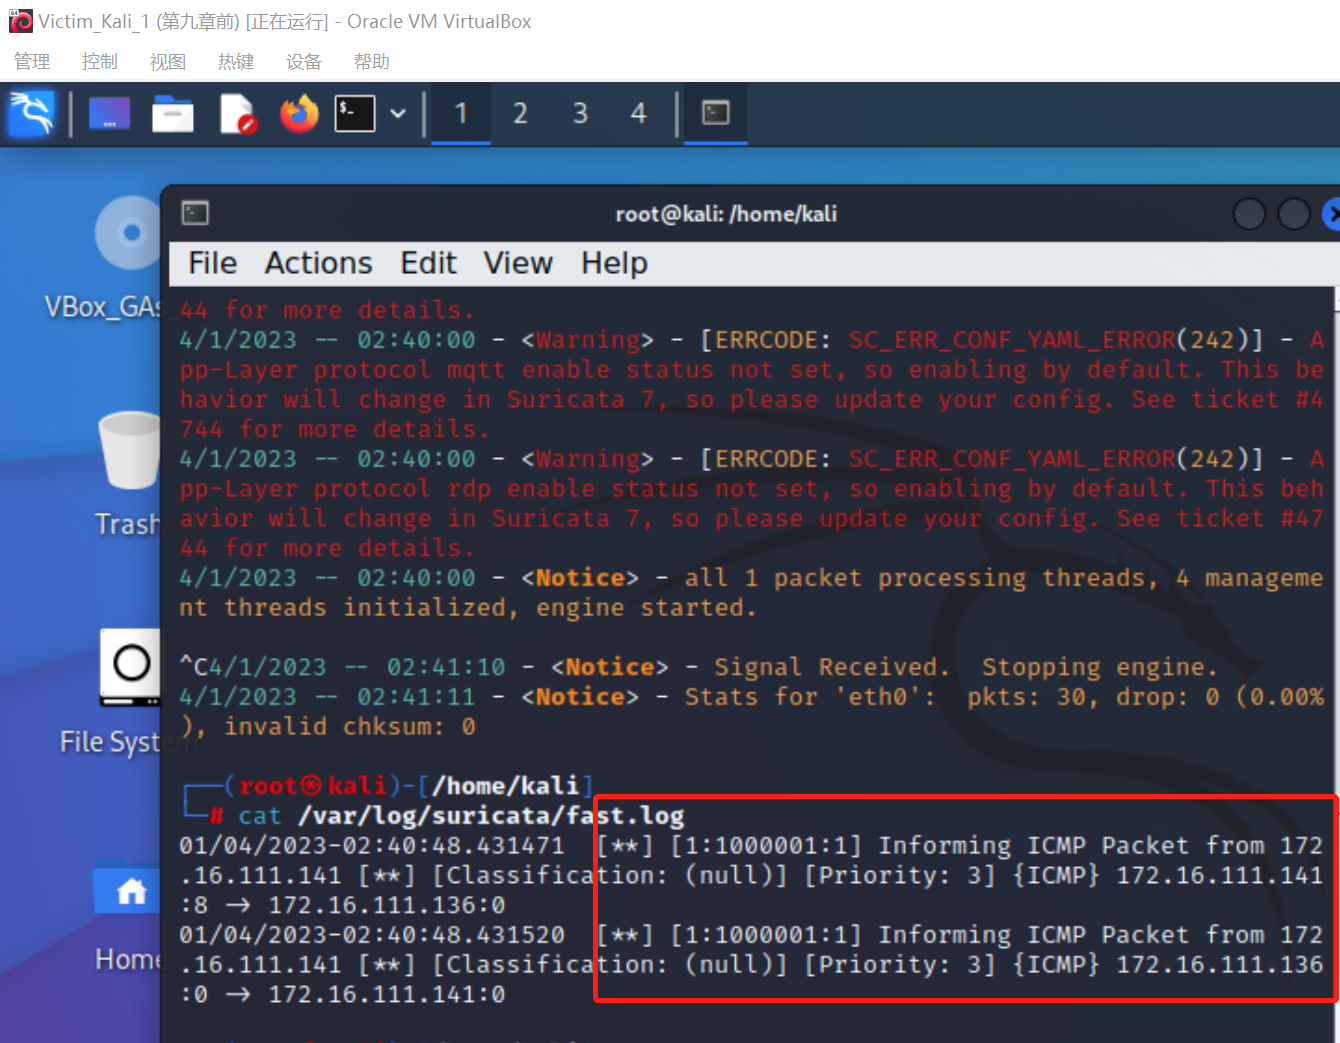 Victim_Kali_1 (第九章前) [正在运行] - Oracle VM VirtualBox
管理 控制 视图 热键 设备 帮助
$_ 1 2 3 4
root@kali: /home/kali
File Actions Edit View Help
VBox_GAs
Trash
File System
Home
44 for more details.
4/1/2023 -- 02:40:00 - <Warning> - [ERRCODE: SC_ERR_CONF_YAML_ERROR(242)] - A
pp-Layer protocol mqtt enable status not set, so enabling by default. This be
havior will change in Suricata 7, so please update your config. See ticket #4
744 for more details.
4/1/2023 -- 02:40:00 - <Warning> - [ERRCODE: SC_ERR_CONF_YAML_ERROR(242)] - A
pp-Layer protocol rdp enable status not set, so enabling by default. This beh
avior will change in Suricata 7, so please update your config. See ticket #47
44 for more details.
4/1/2023 -- 02:40:00 - <Notice> - all 1 packet processing threads, 4 manageme
nt threads initialized, engine started.
^C4/1/2023 -- 02:41:10 - <Notice> - Signal Received.  Stopping engine.
4/1/2023 -- 02:41:11 - <Notice> - Stats for 'eth0':  pkts: 30, drop: 0 (0.00%
), invalid chksum: 0
┌──(root㉿kali)-[/home/kali]
└─# cat /var/log/suricata/fast.log
01/04/2023-02:40:48.431471  [**] [1:1000001:1] Informing ICMP Packet from 172
.16.111.141 [**] [Classification: (null)] [Priority: 3] {ICMP} 172.16.111.141
:8 -> 172.16.111.136:0
01/04/2023-02:40:48.431520  [**] [1:1000001:1] Informing ICMP Packet from 172
.16.111.141 [**] [Classification: (null)] [Priority: 3] {ICMP} 172.16.111.136
:0 -> 172.16.111.141:0